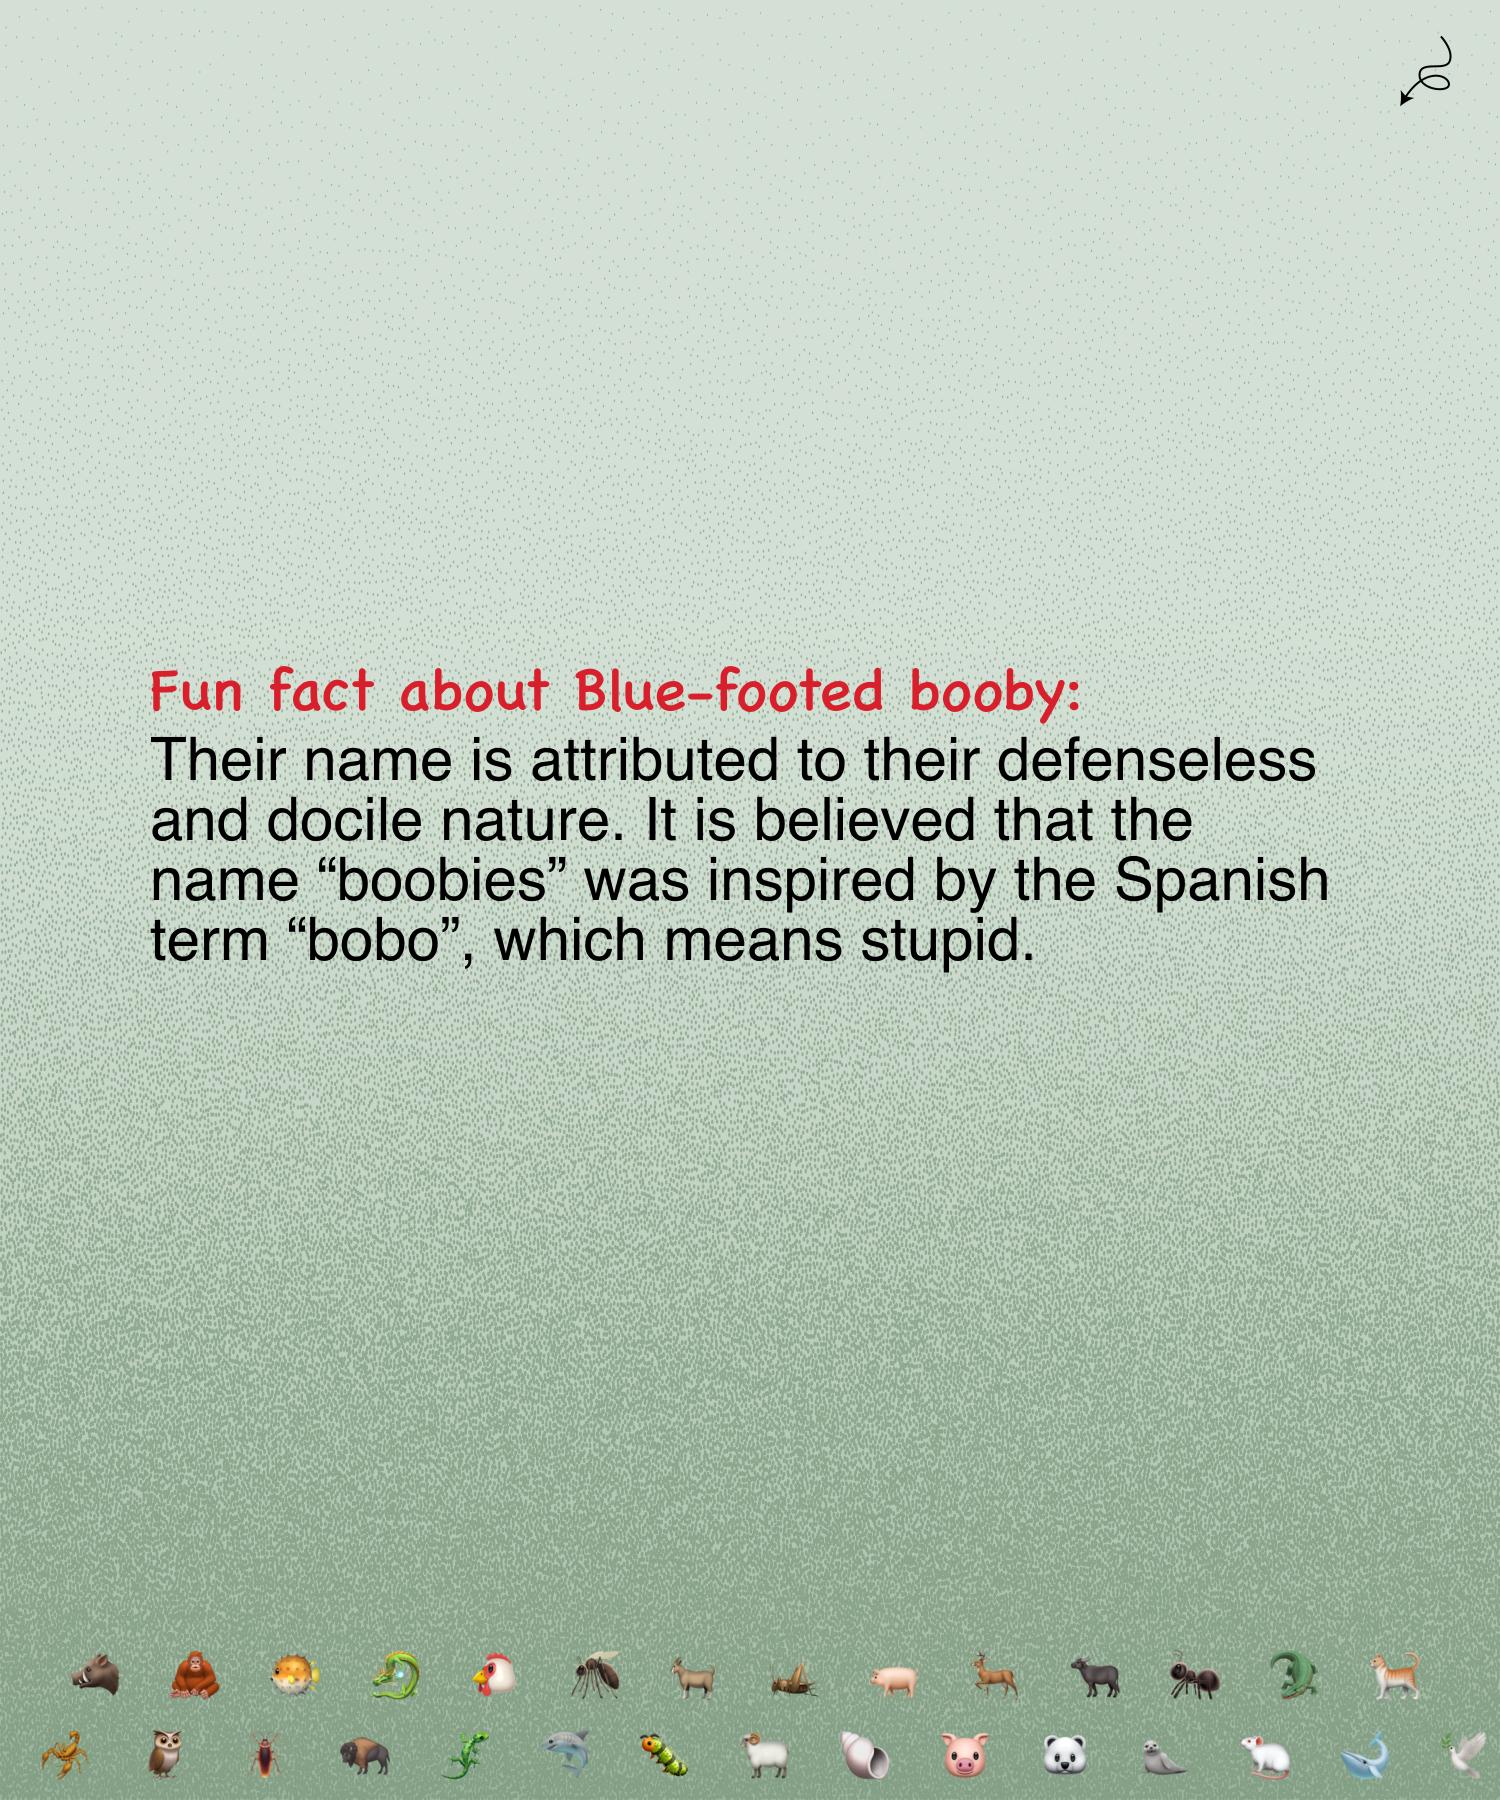 Fun fact about Blue-footed booby:
Their name is attributed to their defenseless
and docile nature. It is believed that the
name “boobies” was inspired by the Spanish
term “bobo”, which means stupid.